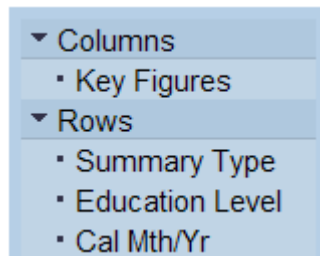 Columns
Key Figures
Rows
Summary Type
Education Level
Cal Mth/Yr